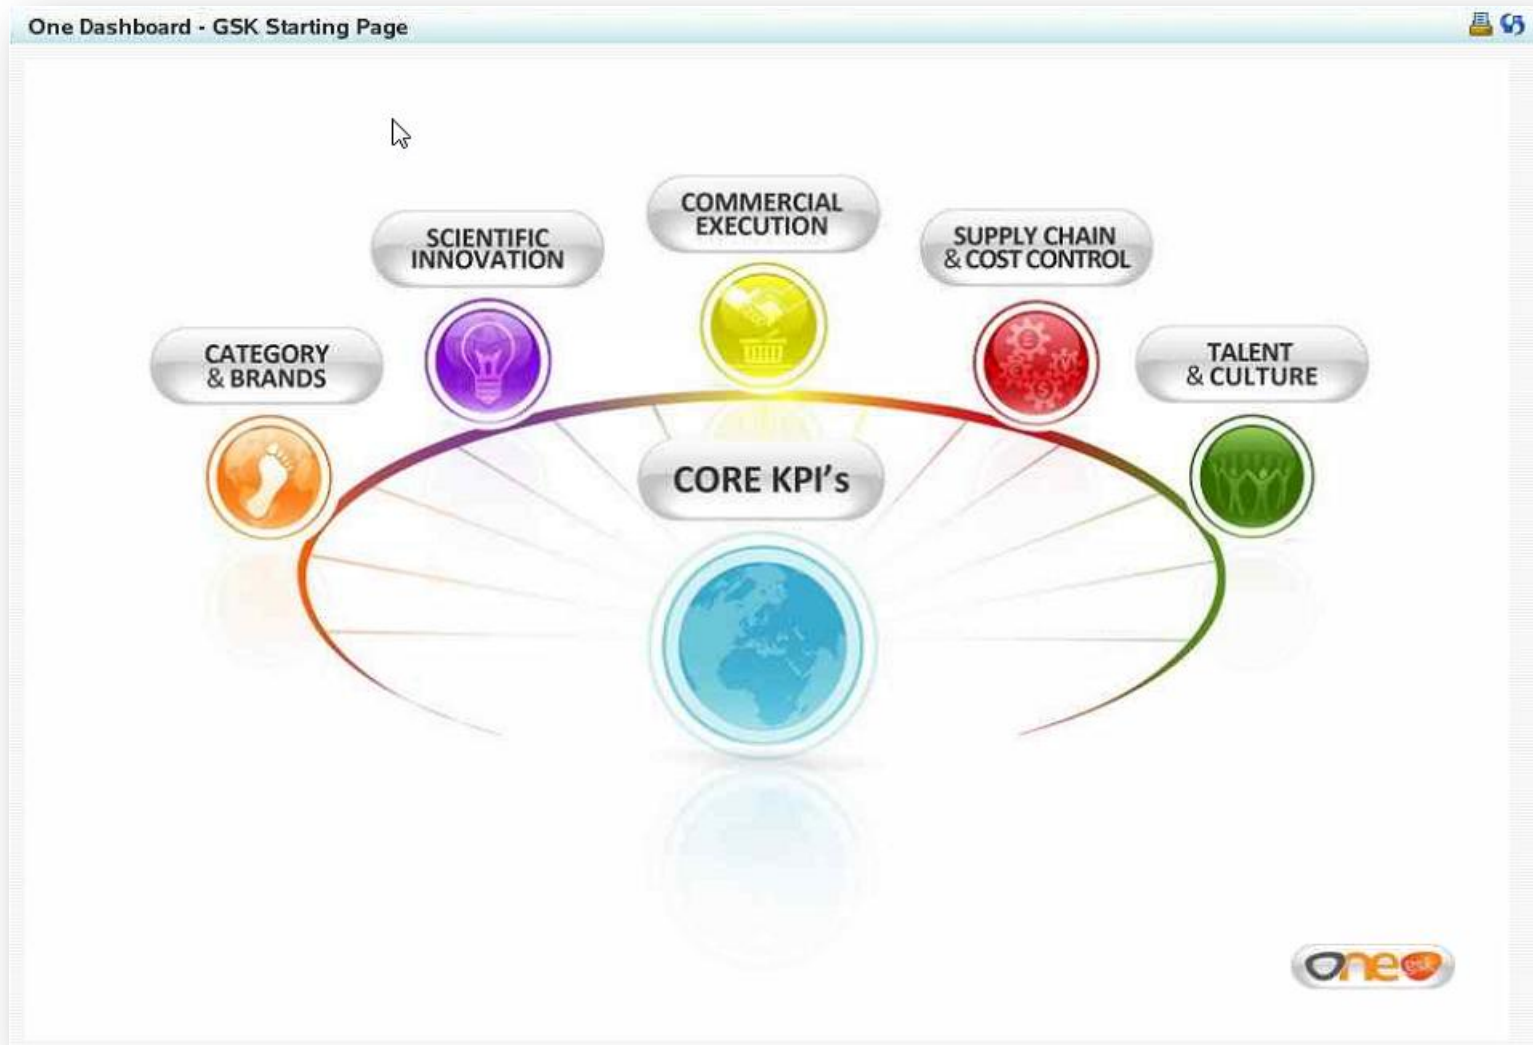 One Dashboard - GSK Starting Page
COMMERCIAL
EXECUTION
SCIENTIFIC
INNOVATION
SUPPLY CHAIN
& COST CONTROL
CATEGORY
& BRANDS
TALENT
& CULTURE
CORE KPI's
one gsk